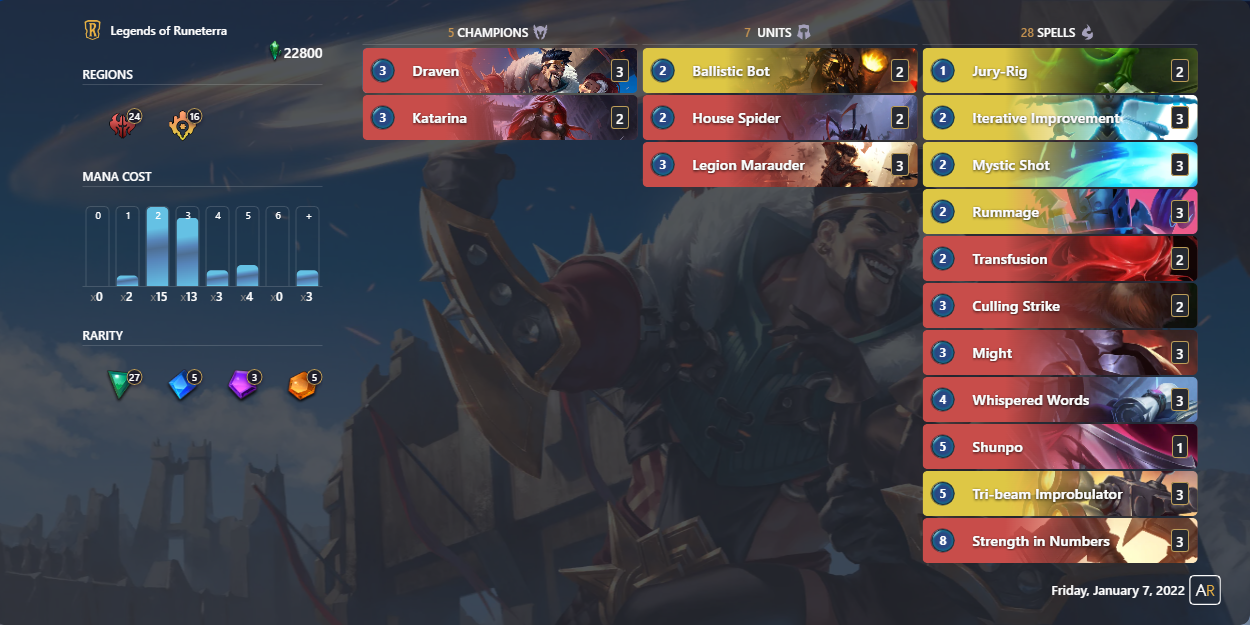 Legends of Runeterra
22800
REGIONS
24 16
MANA COST
0 1 2 3 4 5 6 +
x0 x2 x15 x13 x3 x4 x0 x3
RARITY
27 5 3 5
5 CHAMPIONS
3 Draven 3
3 Katarina 2
7 UNITS
2 Ballistic Bot 2
2 House Spider 2
3 Legion Marauder 3
28 SPELLS
1 Jury-Rig 2
2 Iterative Improvement 3
2 Mystic Shot 3
2 Rummage 3
2 Transfusion 2
3 Culling Strike 2
3 Might 3
4 Whispered Words 3
5 Shunpo 1
5 Tri-beam Improbulator 3
8 Strength in Numbers 3
Friday, January 7, 2022 AR